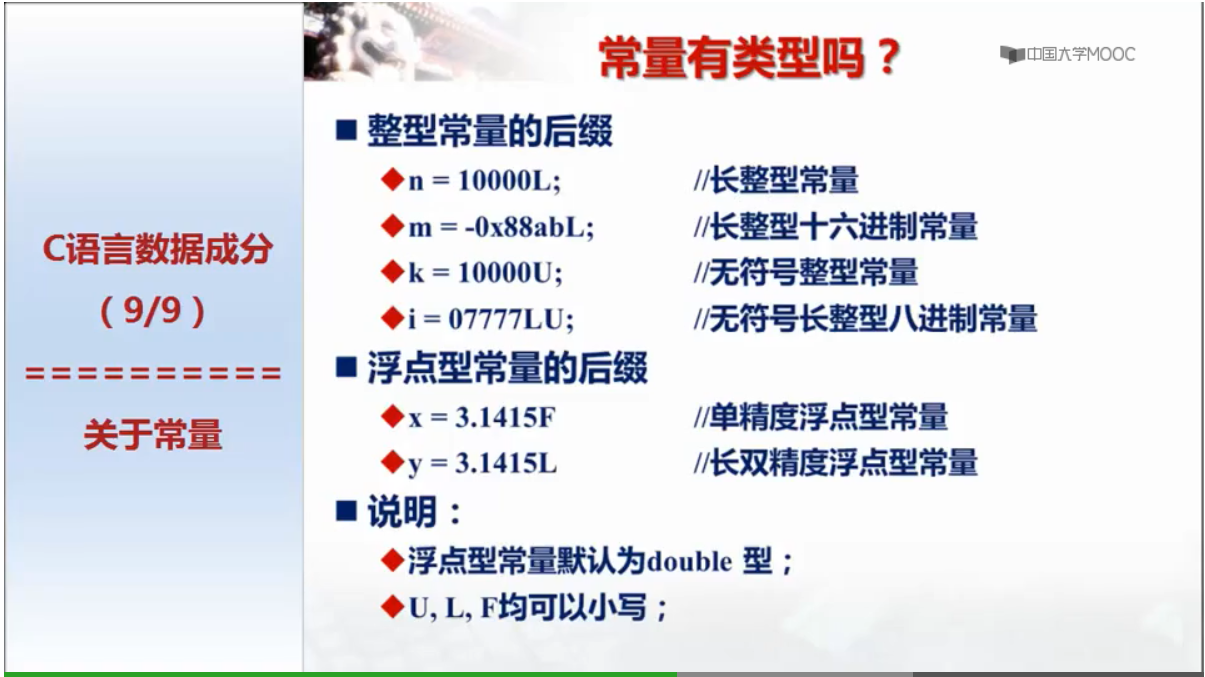 常量有类型吗？
中国大学MOOC
C语言数据成分
（9/9）
==========
关于常量
■ 整型常量的后缀
◆n = 10000L; //长整型常量
◆m = -0x88abL; //长整型十六进制常量
◆k = 10000U; //无符号整型常量
◆i = 07777LU; //无符号长整型八进制常量
■ 浮点型常量的后缀
◆x = 3.1415F //单精度浮点型常量
◆y = 3.1415L //长双精度浮点型常量
■ 说明：
◆浮点型常量默认为double 型；
◆U, L, F均可以小写；